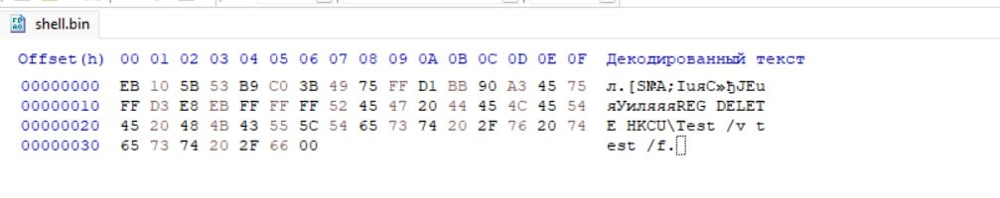 shell.bin
Offset(h) 00 01 02 03 04 05 06 07 08 09 0A 0B 0C 0D 0E 0F Декодированный текст
00000000 EB 10 5B 53 B9 C0 3B 49 75 FF D1 BB 90 A3 45 75 л.[S№А;IuяС»ђЈEu
00000010 FF D3 E8 EB FF FF FF 52 45 47 20 44 45 4C 45 54 яУиляяяREG DELET
00000020 45 20 48 4B 43 55 5C 54 65 73 74 20 2F 76 20 74 E HKCU\Test /v t
00000030 65 73 74 20 2F 66 00 est /f.